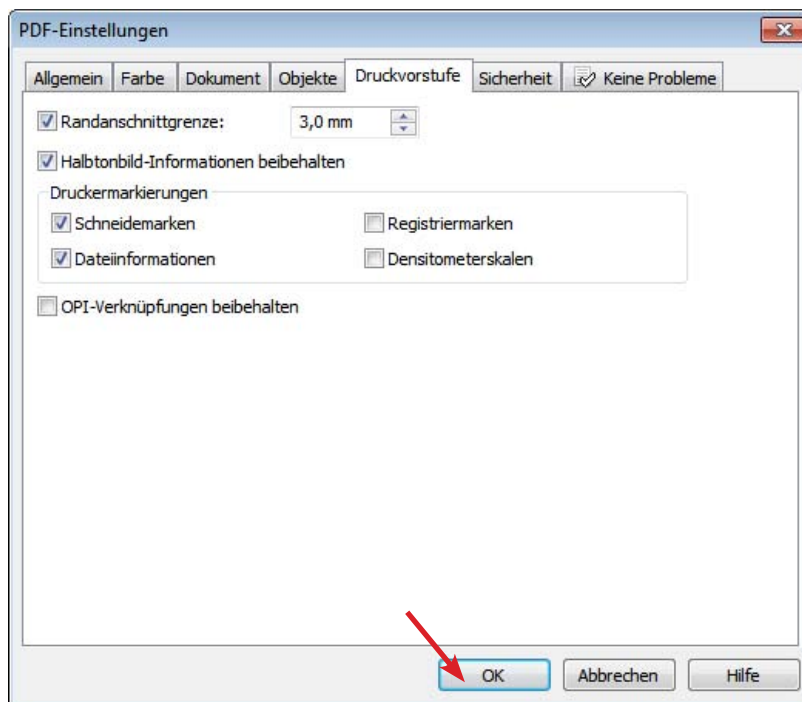 PDF-Einstellungen
Allgemein Farbe Dokument Objekte Druckvorstufe Sicherheit Keine Probleme
Randanschnittgrenze: 3,0 mm
Halbtonbild-Informationen beibehalten
Druckermarkierungen
Schneidemarken Registriermarken
Dateiinformationen Densitometerskalen
OPI-Verknüpfungen beibehalten
OK Abbrechen Hilfe